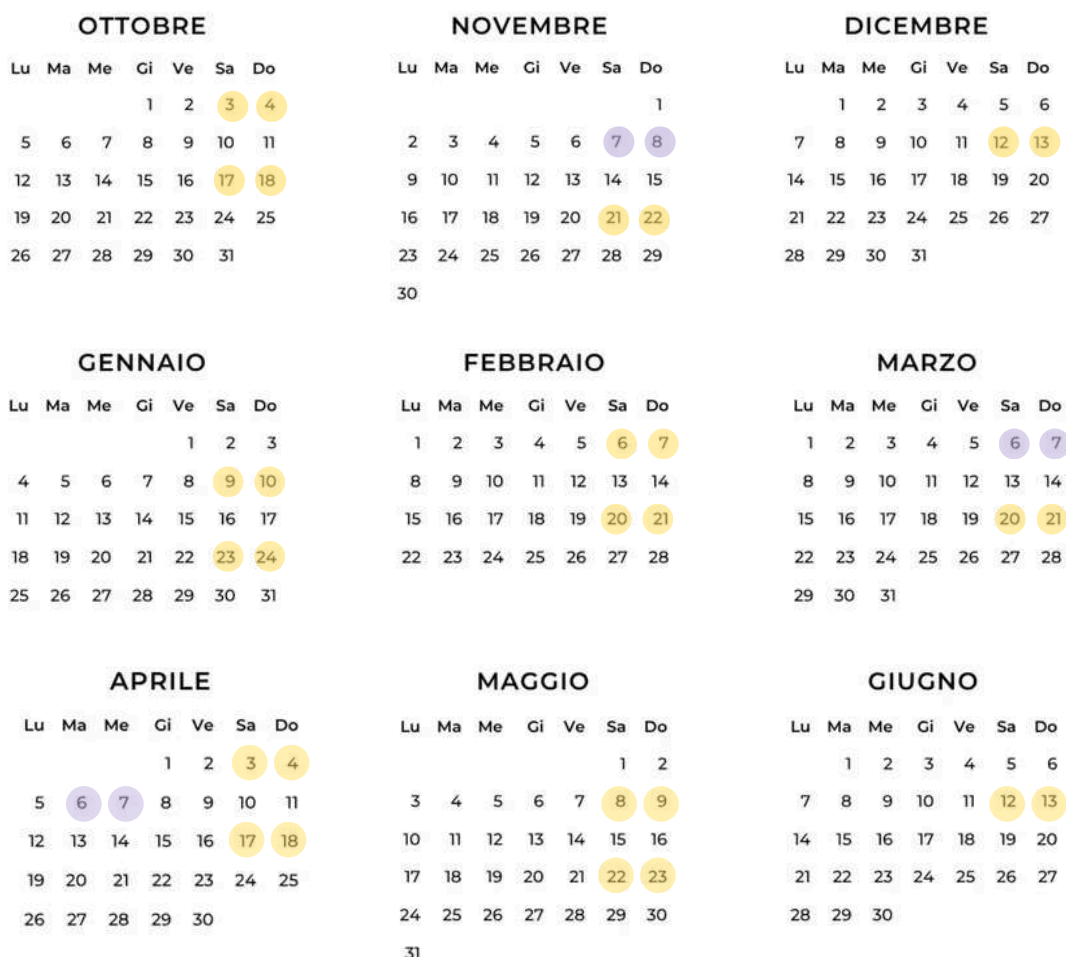 OTTOBRE
Lu Ma Me Gi Ve Sa Do
1 2 3 4
5 6 7 8 9 10 11
12 13 14 15 16 17 18
19 20 21 22 23 24 25
26 27 28 29 30 31
NOVEMBRE
Lu Ma Me Gi Ve Sa Do
1
2 3 4 5 6 7 8
9 10 11 12 13 14 15
16 17 18 19 20 21 22
23 24 25 26 27 28 29
30
DICEMBRE
Lu Ma Me Gi Ve Sa Do
1 2 3 4 5 6
7 8 9 10 11 12 13
14 15 16 17 18 19 20
21 22 23 24 25 26 27
28 29 30 31
GENNAIO
Lu Ma Me Gi Ve Sa Do
1 2 3
4 5 6 7 8 9 10
11 12 13 14 15 16 17
18 19 20 21 22 23 24
25 26 27 28 29 30 31
FEBBRAIO
Lu Ma Me Gi Ve Sa Do
1 2 3 4 5 6 7
8 9 10 11 12 13 14
15 16 17 18 19 20 21
22 23 24 25 26 27 28
MARZO
Lu Ma Me Gi Ve Sa Do
1 2 3 4 5 6 7
8 9 10 11 12 13 14
15 16 17 18 19 20 21
22 23 24 25 26 27 28
29 30 31
APRILE
Lu Ma Me Gi Ve Sa Do
1 2 3 4
5 6 7 8 9 10 11
12 13 14 15 16 17 18
19 20 21 22 23 24 25
26 27 28 29 30
MAGGIO
Lu Ma Me Gi Ve Sa Do
1 2
3 4 5 6 7 8 9
10 11 12 13 14 15 16
17 18 19 20 21 22 23
24 25 26 27 28 29 30
31
GIUGNO
Lu Ma Me Gi Ve Sa Do
1 2 3 4 5 6
7 8 9 10 11 12 13
14 15 16 17 18 19 20
21 22 23 24 25 26 27
28 29 30